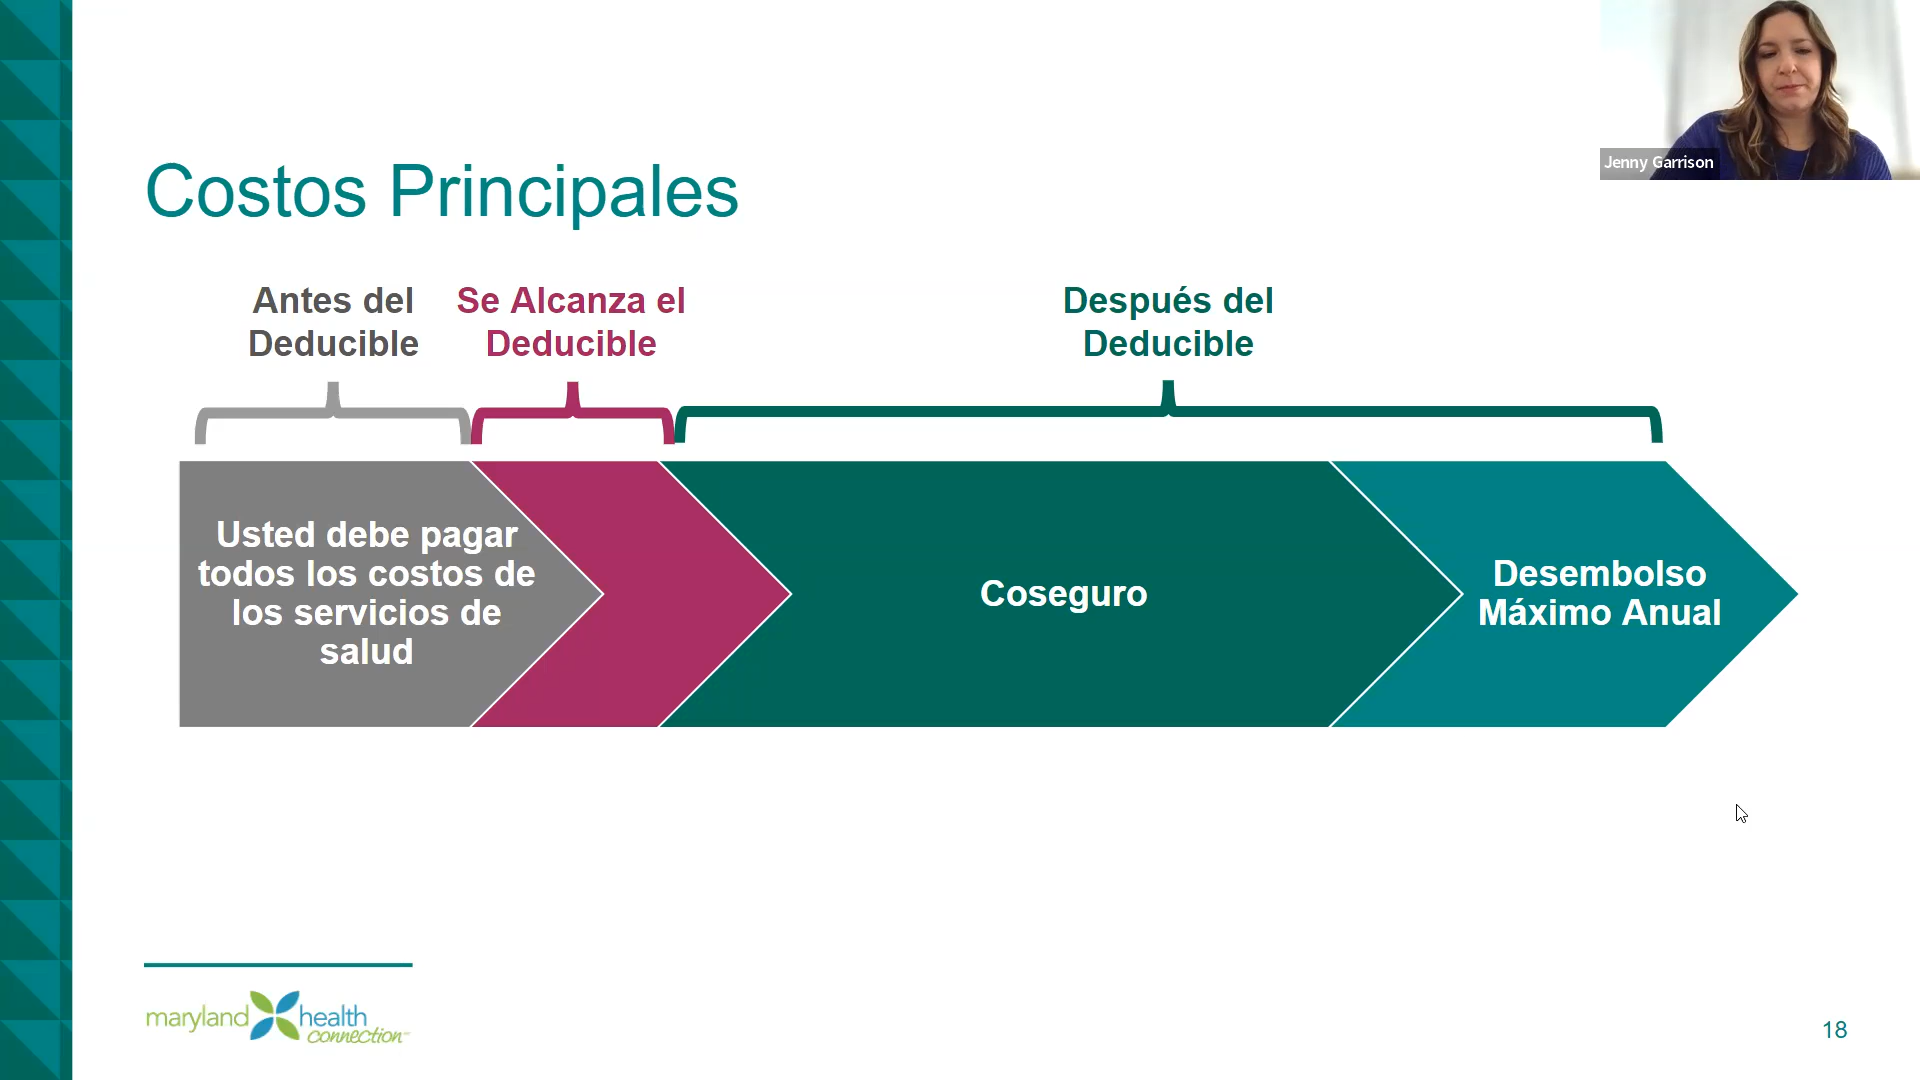 Jenny Garrison
Costos Principales
Antes del
Deducible
Se Alcanza el
Deducible
Después del
Deducible
Usted debe pagar
todos los costos de
los servicios de
salud
Coseguro
Desembolso
Máximo Anual
maryland health
connection
18